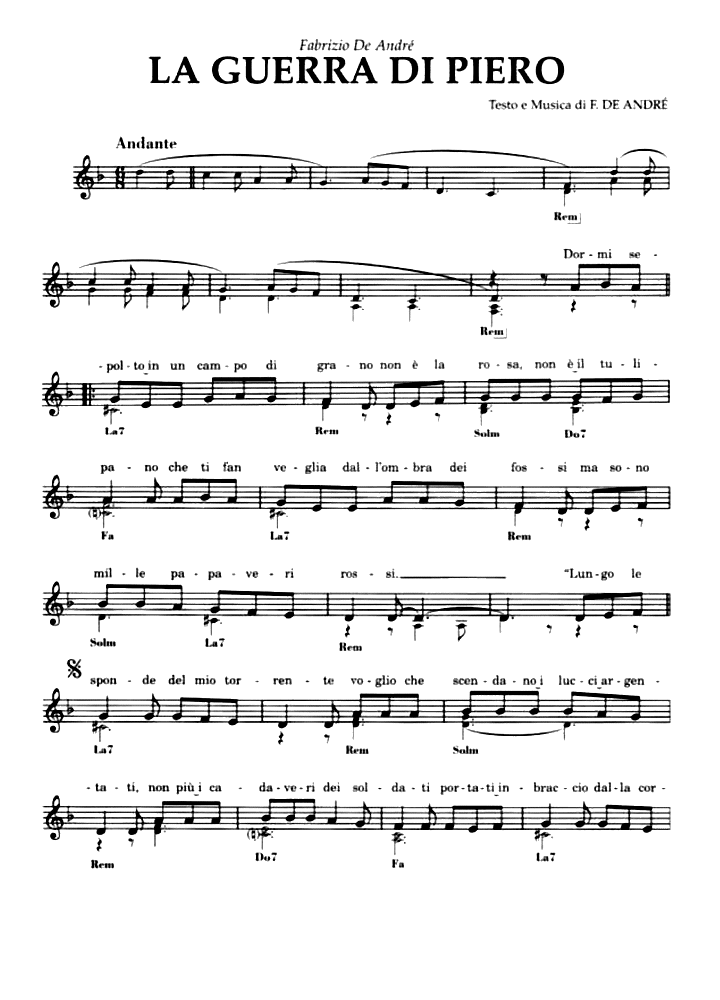 Fabrizio De André
LA GUERRA DI PIERO
Testo e Musica di F. DE ANDRÉ
Andante
Rem
Dor - mi se -
Rem
- pol - to in un cam - po di gra - no non è la ro - sa, non è il tu - li -
La7 Rem Solm Do7
pa - no che ti fan ve - glia dal - l'om - bra dei fos - si ma so no
Fa La7 Rem
mil - le pa - pa - ve - ri ros - si. "Lun - go le
Solm La7 Rem
spon - de del mio tor - ren - te vo - glio che scen - da - no i luc - ci ar - gen -
La7 Rem Solm
- ta - ti, non più i ca - da - ve - ri dei sol - da - ti por - ta - ti in - brac - cio dal - la cor -
Rem Do7 Fa La7